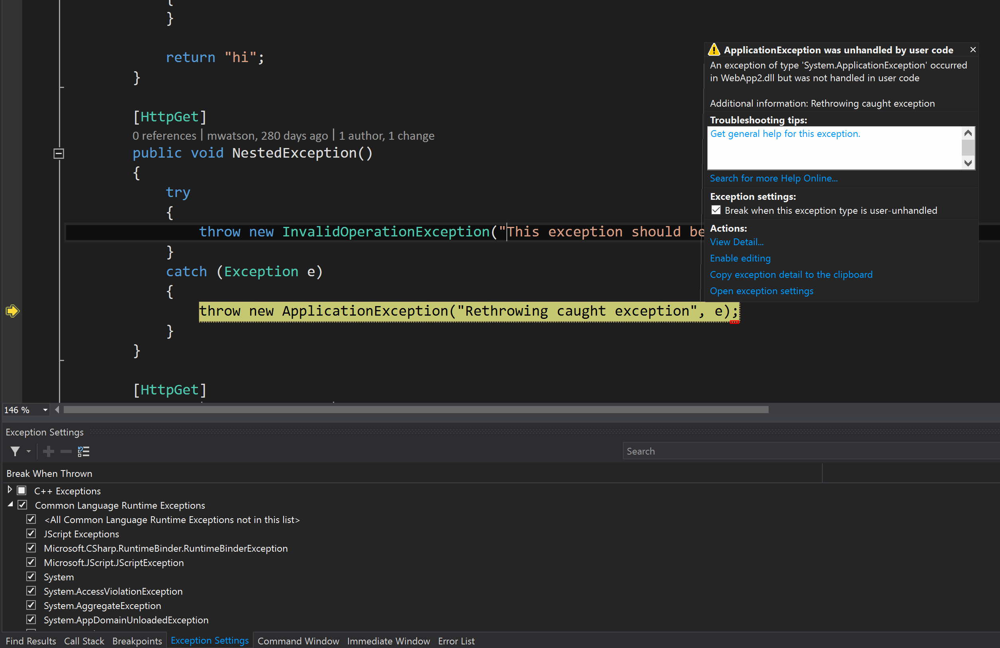 {
}
return "hi";
}
[HttpGet]
0 references | mwatson, 280 days ago | 1 author, 1 change
public void NestedException()
{
try
{
throw new InvalidOperationException("This exception should be
}
catch (Exception e)
{
throw new ApplicationException("Rethrowing caught exception", e);
}
}
[HttpGet]
ApplicationException was unhandled by user code
An exception of type 'System.ApplicationException' occurred
in WebApp2.dll but was not handled in user code
Additional information: Rethrowing caught exception
Troubleshooting tips:
Get general help for this exception.
Search for more Help Online...
Exception settings:
Break when this exception type is user-unhandled
Actions:
View Detail...
Enable editing
Copy exception detail to the clipboard
Open exception settings
146 %
Exception Settings
Search
Break When Thrown
C++ Exceptions
Common Language Runtime Exceptions
<All Common Language Runtime Exceptions not in this list>
JScript Exceptions
Microsoft.CSharp.RuntimeBinder.RuntimeBinderException
Microsoft.JScript.JScriptException
System
System.AccessViolationException
System.AggregateException
System.AppDomainUnloadedException
Find Results Call Stack Breakpoints Exception Settings Command Window Immediate Window Error List